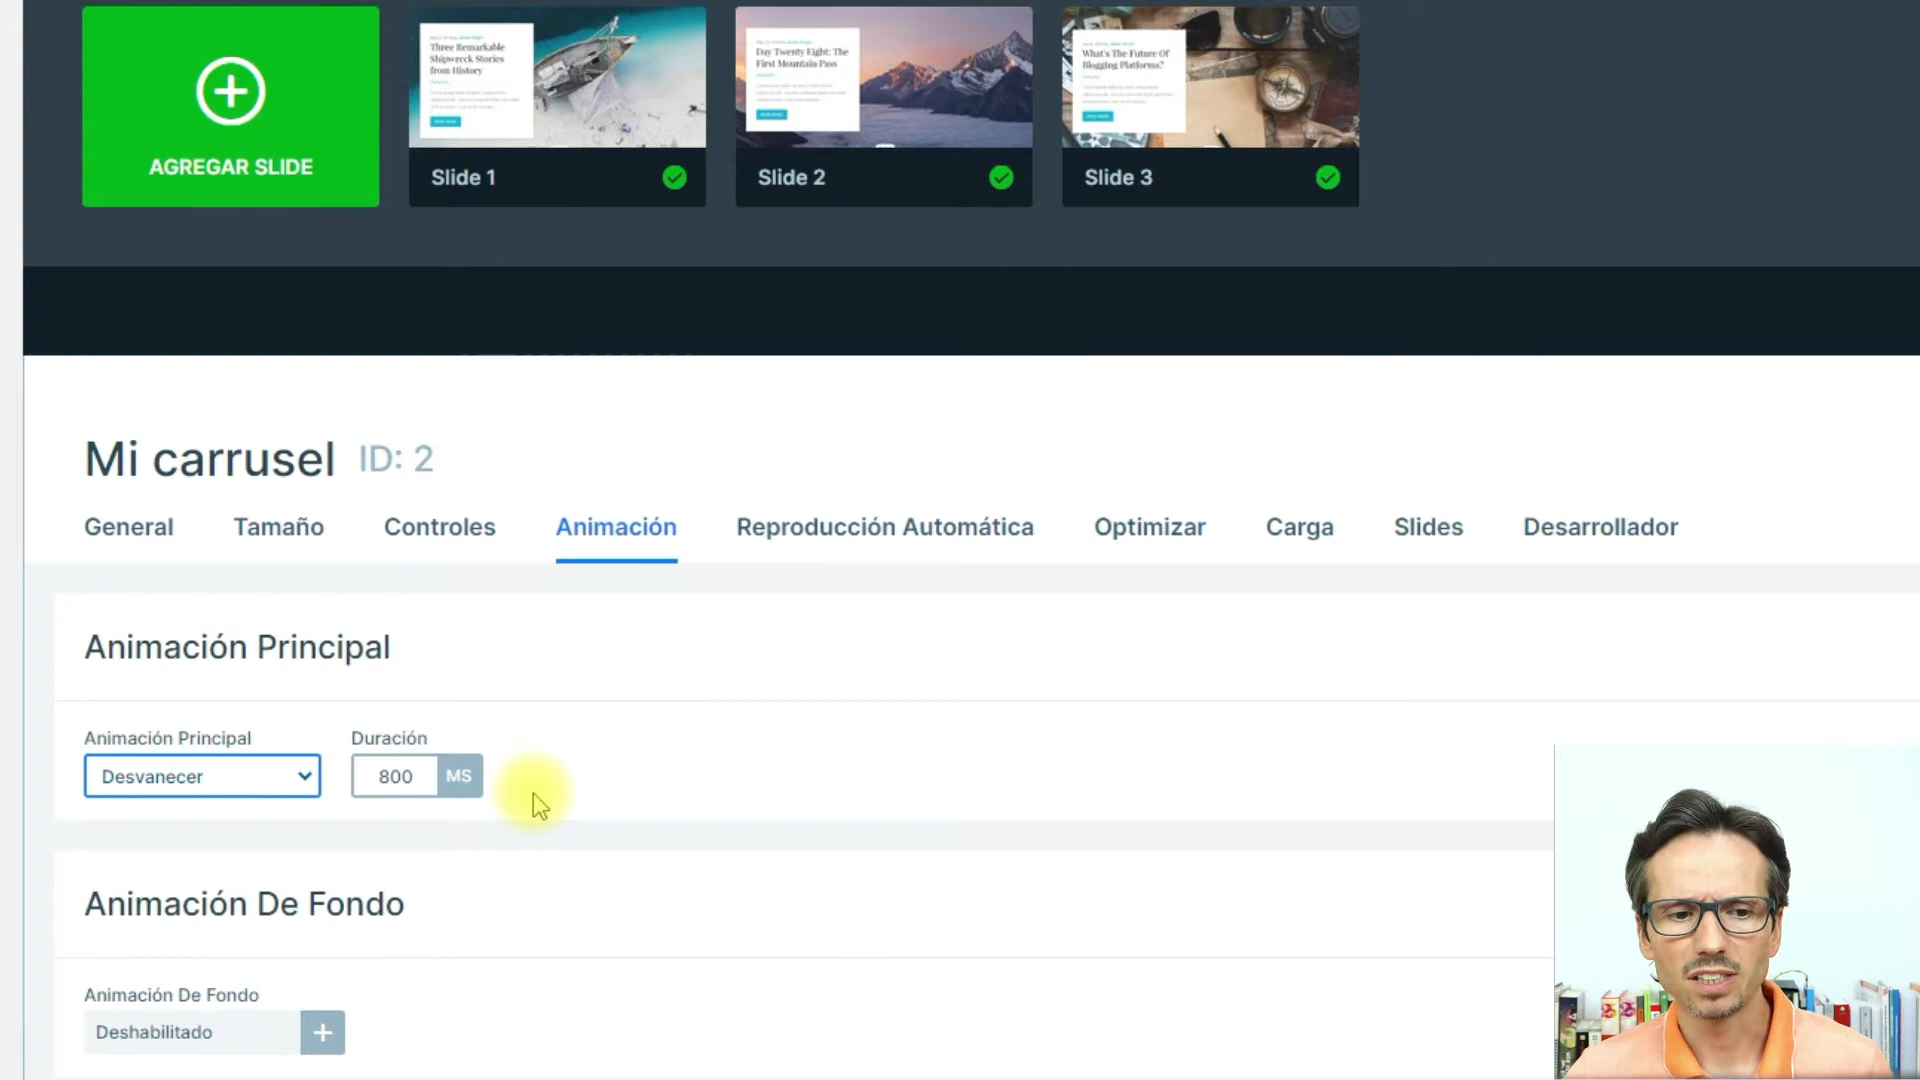 AGREGAR SLIDE
Three Remarkable
Shipwreck Stories
from History
Slide 1
Day Twenty Eight: The
First Mountain Pass
Slide 2
What's The Future Of
Blogging Platforms?
Slide 3
Mi carrusel ID: 2
General Tamaño Controles Animación Reproducción Automática Optimizar Carga Slides Desarrollador
Animación Principal
Animación Principal Duración
Desvanecer 800 MS
Animación De Fondo
Animación De Fondo
Deshabilitado